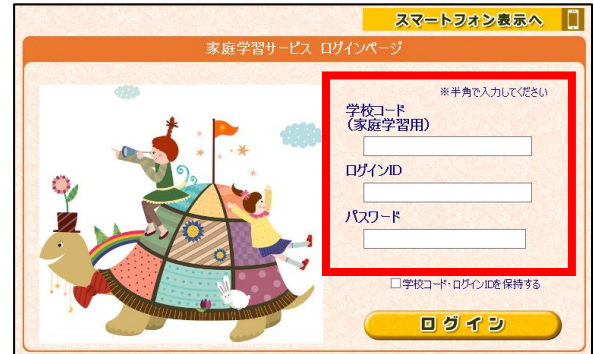 スマートフォン表示へ
家庭学習サービス ログインページ
※半角で入力してください
学校コード
(家庭学習用)
ログインID
パスワード
学校コード・ログインIDを保持する
ログイン